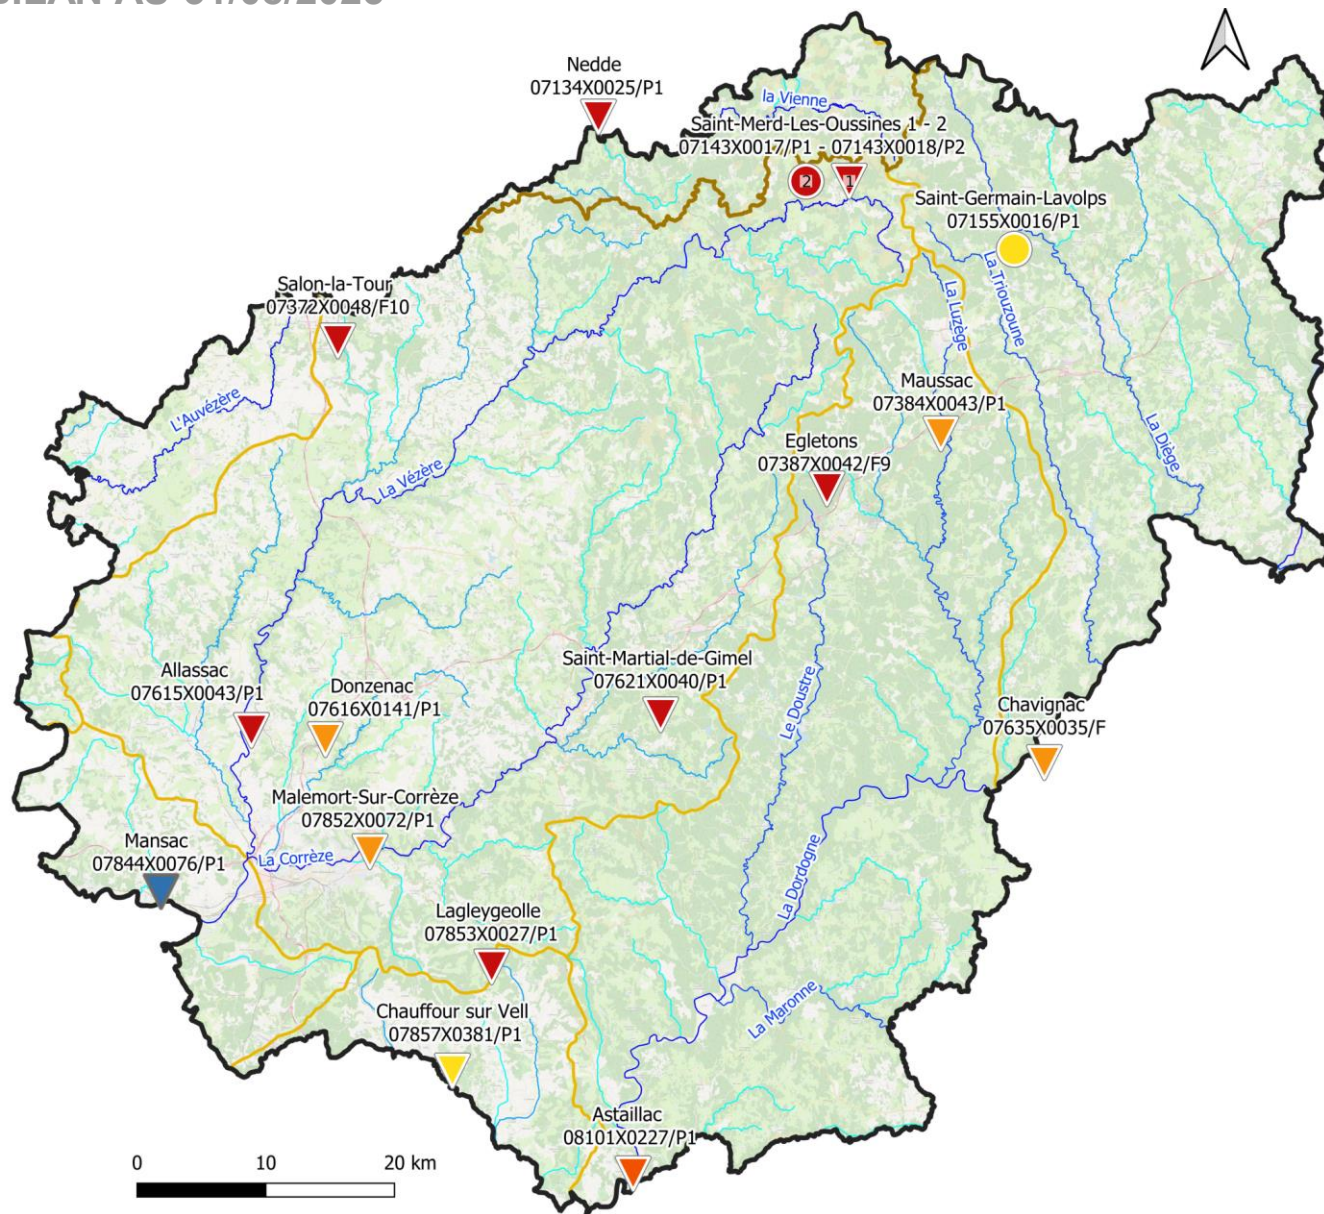 Nedde
07134X0025/P1
la Vienne
Saint-Merd-Les-Oussines 1 - 2
07143X0017/P1 - 07143X0018/P2
2
1
Saint-Germain-Lavolps
07155X0016/P1
La Triouzoune
La Luzège
Salon-la-Tour
07372X0048/F10
L'Auvézère
Maussac
07384X0043/P1
La Diège
Egletons
07387X0042/F9
La Vézère
Saint-Martial-de-Gimel
07621X0040/P1
Allassac
07615X0043/P1
Donzenac
07616X0141/P1
Le Doustre
Chavignac
07635X0035/F
Malemort-Sur-Corrèze
07852X0072/P1
Mansac
07844X0076/P1
La Corrèze
La Dordogne
Lagleygeolle
07853X0027/P1
La Maronne
Chauffour sur Vell
07857X0381/P1
Astaillac
08101X0227/P1
0 10 20 km